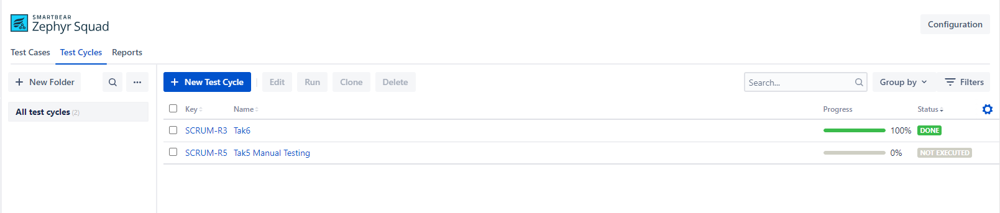 SMARTBEAR
Zephyr Squad
Configuration
Test Cases Test Cycles Reports
+ New Folder
+ New Test Cycle Edit Run Clone Delete Search... Group by Filters
All test cycles (2)
Key Name Progress Status
SCRUM-R3 Tak6 100% DONE
SCRUM-R5 Tak5 Manual Testing 0% NOT EXECUTED